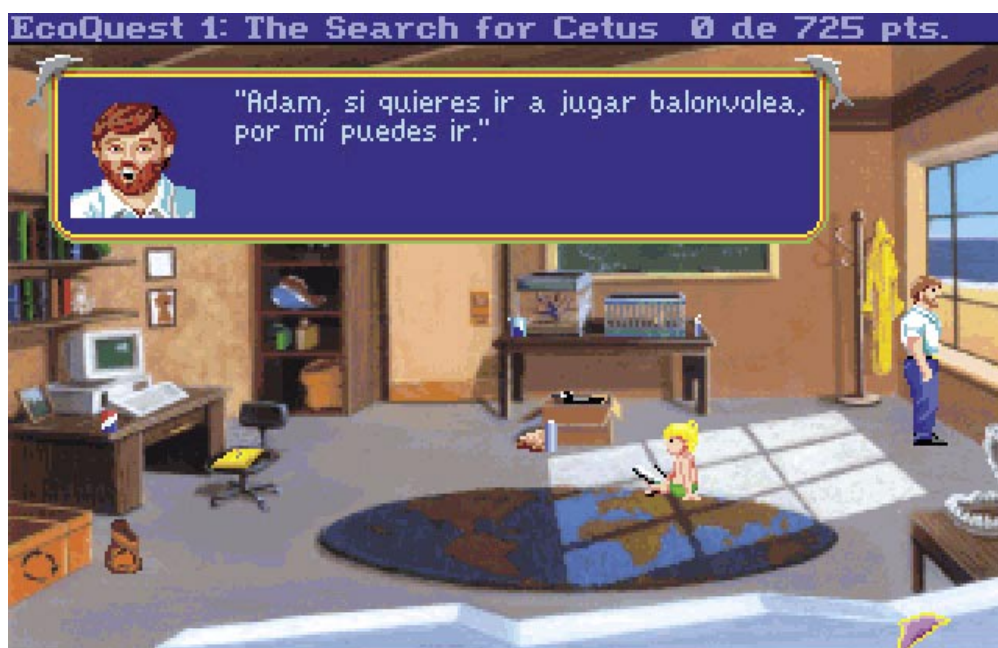 EcoQuest 1: The Search for Cetus 0 de 725 pts.
"Adam, si quieres ir a jugar balonvolea,
por mí puedes ir."